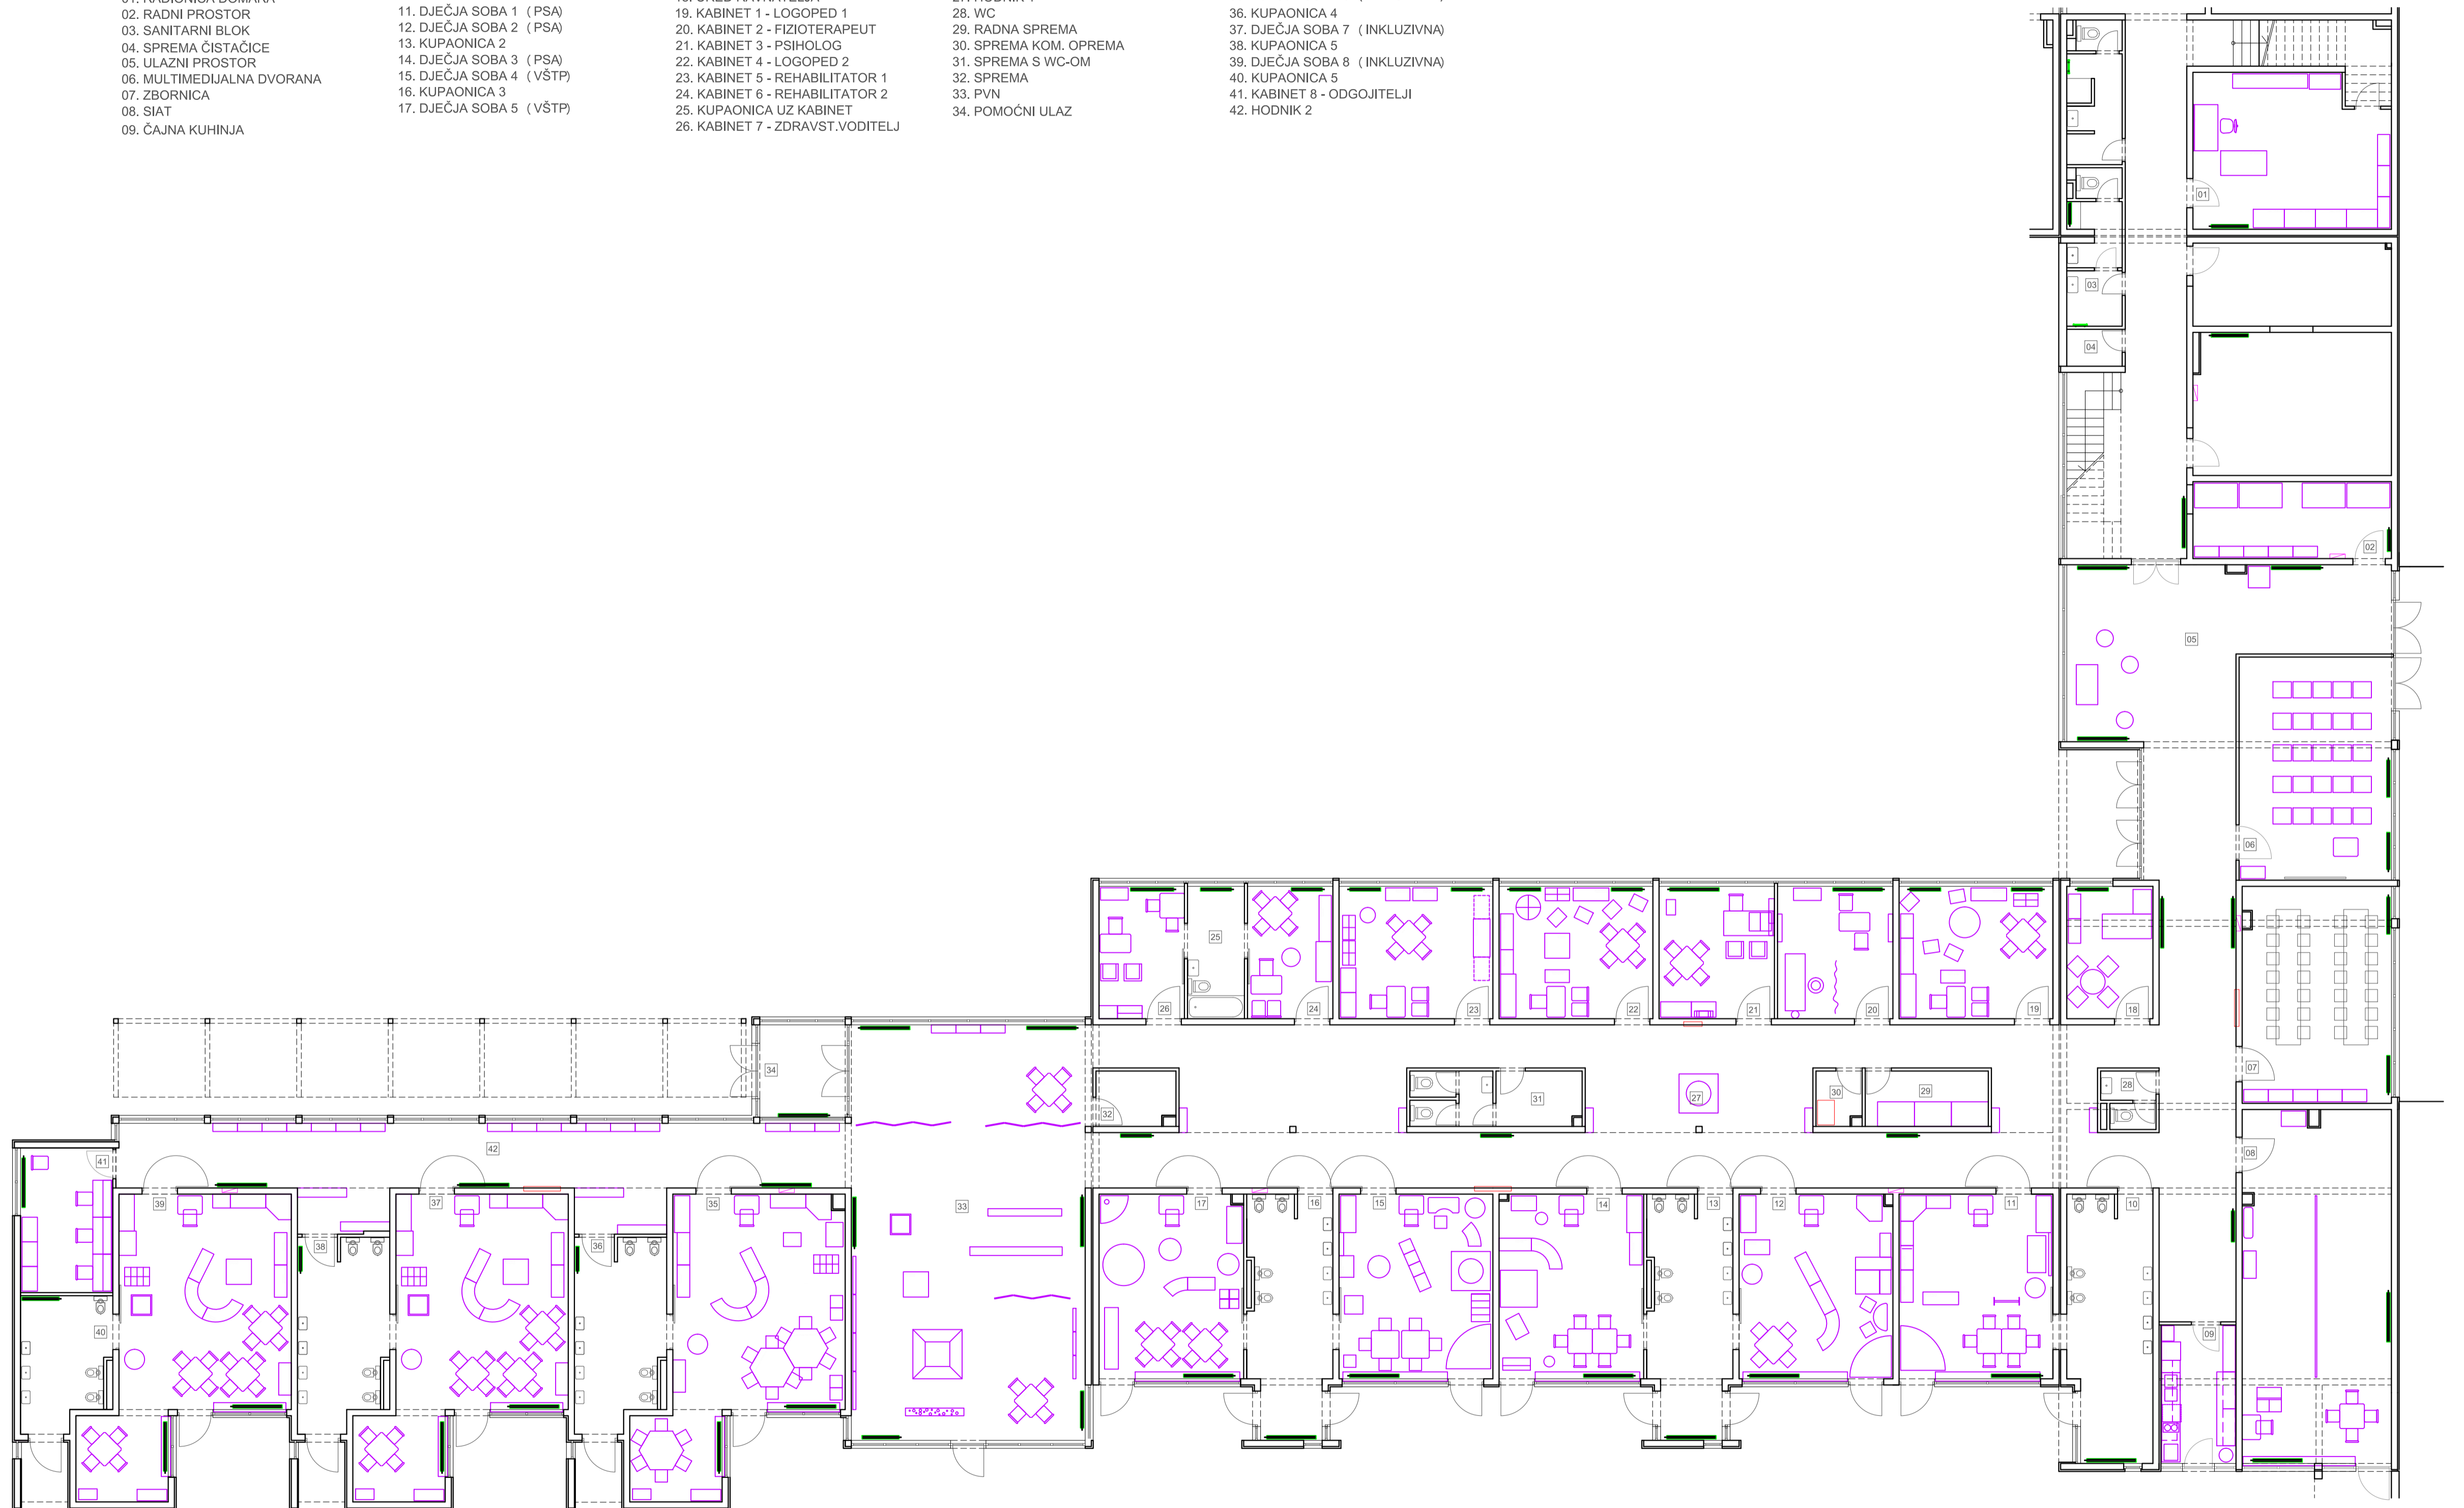 01. RADIONICA DOMARA
02. RADNI PROSTOR
03. SANITARNI BLOK
04. SPREMA ČISTAČICE
05. ULAZNI PROSTOR
06. MULTIMEDIJALNA DVORANA
07. ZBORNICA
08. SIAT
09. ČAJNA KUHINJA
11. DJEČJA SOBA 1 ( PSA)
12. DJEČJA SOBA 2 ( PSA)
13. KUPAONICA 2
14. DJEČJA SOBA 3 ( PSA)
15. DJEČJA SOBA 4 ( VŠTP)
16. KUPAONICA 3
17. DJEČJA SOBA 5 ( VŠTP)
18. URED RAVNATELJA
19. KABINET 1 - LOGOPED 1
20. KABINET 2 - FIZIOTERAPEUT
21. KABINET 3 - PSIHOLOG
22. KABINET 4 - LOGOPED 2
23. KABINET 5 - REHABILITATOR 1
24. KABINET 6 - REHABILITATOR 2
25. KUPAONICA UZ KABINET
26. KABINET 7 - ZDRAVST.VODITELJ
27. HODNIK 1
28. WC
29. RADNA SPREMA
30. SPREMA KOM. OPREMA
31. SPREMA S WC-OM
32. SPREMA
33. PVN
34. POMOĆNI ULAZ
36. KUPAONICA 4
37. DJEČJA SOBA 7 ( INKLUZIVNA)
38. KUPAONICA 5
39. DJEČJA SOBA 8 ( INKLUZIVNA)
40. KUPAONICA 5
41. KABINET 8 - ODGOJITELJI
42. HODNIK 2
01
03
04
02
05
06
25
26
24
23
22
21
20
19
18
07
34
32
31
27
30
29
28
42
41
08
39
37
35
33
17
16
15
14
13
12
11
10
38
36
40
09